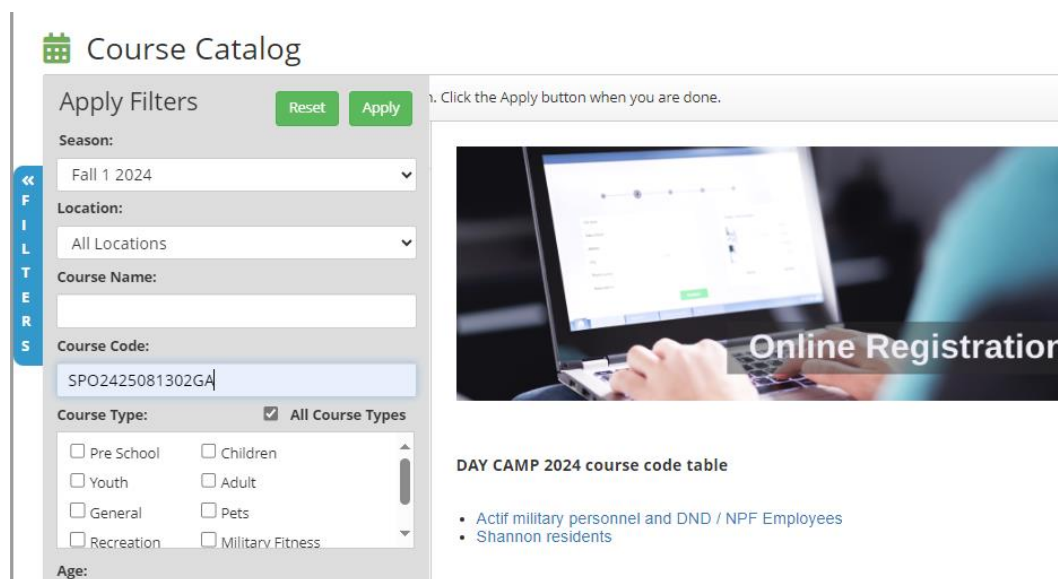 Course Catalog
Apply Filters
Reset
Apply
n. Click the Apply button when you are done.
Season:
Fall 1 2024
Location:
All Locations
Course Name:
Course Code:
SPO2425081302GA
Course Type:
All Course Types
Pre School
Children
Youth
Adult
General
Pets
Recreation
Military Fitness
Age:
« FILTERS
Online Registration
DAY CAMP 2024 course code table
Actif military personnel and DND / NPF Employees
Shannon residents